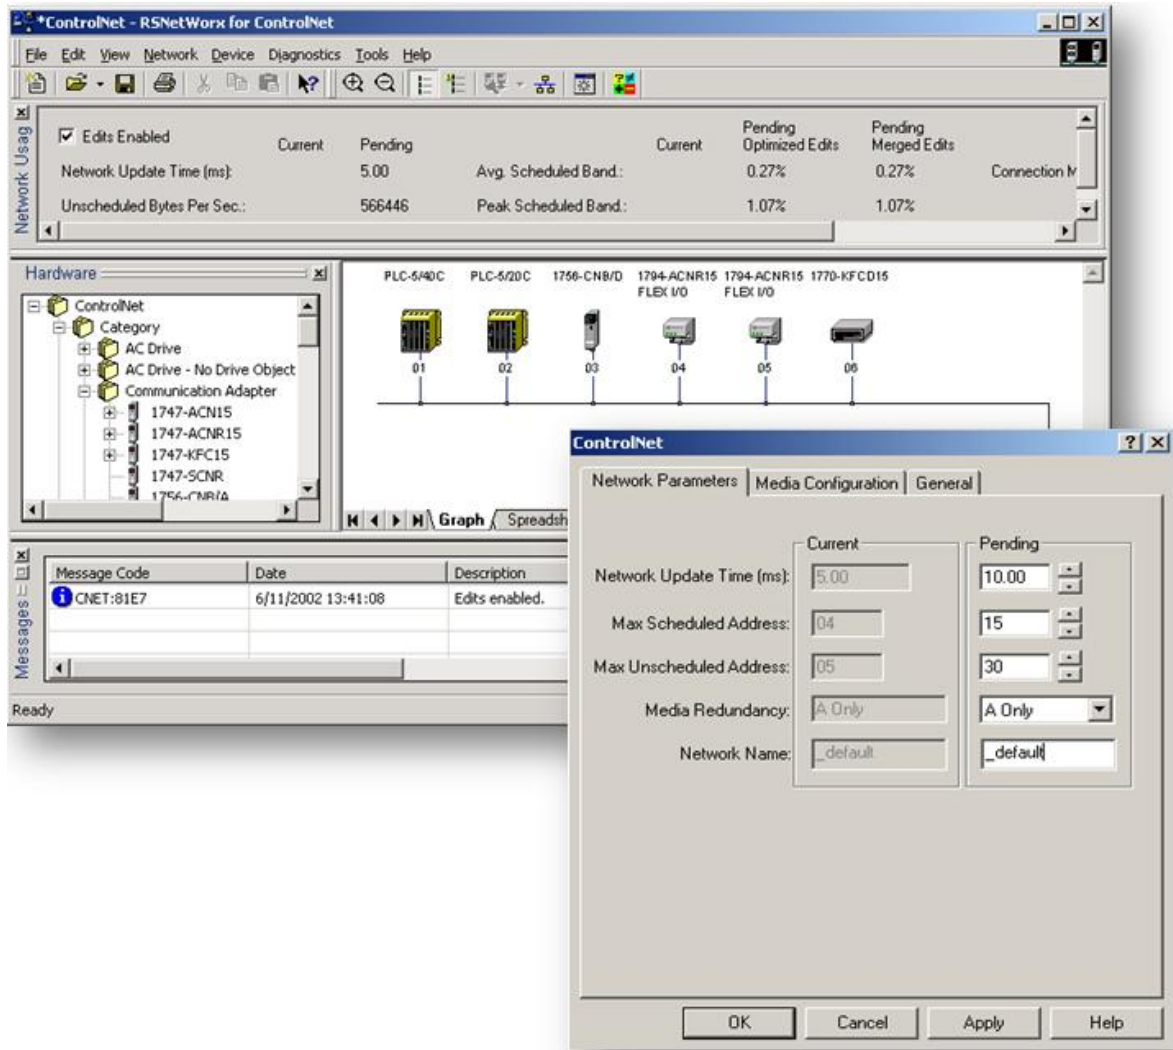 *ControlNet - RSNetWorx for ControlNet
File Edit View Network Device Diagnostics Tools Help
Network Usag
Edits Enabled
Current Pending Current Pending Optimized Edits Pending Merged Edits
Network Update Time (ms): 5.00 Avg. Scheduled Band.: 0.27% 0.27% Connection M
Unscheduled Bytes Per Sec.: 566446 Peak Scheduled Band.: 1.07% 1.07%
Hardware
ControlNet
Category
AC Drive
AC Drive - No Drive Object
Communication Adapter
1747-ACN15
1747-ACNR15
1747-KFC15
1747-SCNR
1756-CNB/A
PLC-5/40C PLC-5/20C 1756-CNB/D 1794-ACNR15 1794-ACNR15 1770-KFCD15
FLEX I/O FLEX I/O
01 02 03 04 05 06
Graph Spreadsh
Messages
Message Code Date Description
CNET:81E7 6/11/2002 13:41:08 Edits enabled.
Ready
ControlNet
Network Parameters Media Configuration General
Current Pending
Network Update Time (ms): 5.00 10.00
Max Scheduled Address: 04 15
Max Unscheduled Address: 05 30
Media Redundancy: A Only A Only
Network Name: _default _default
OK Cancel Apply Help